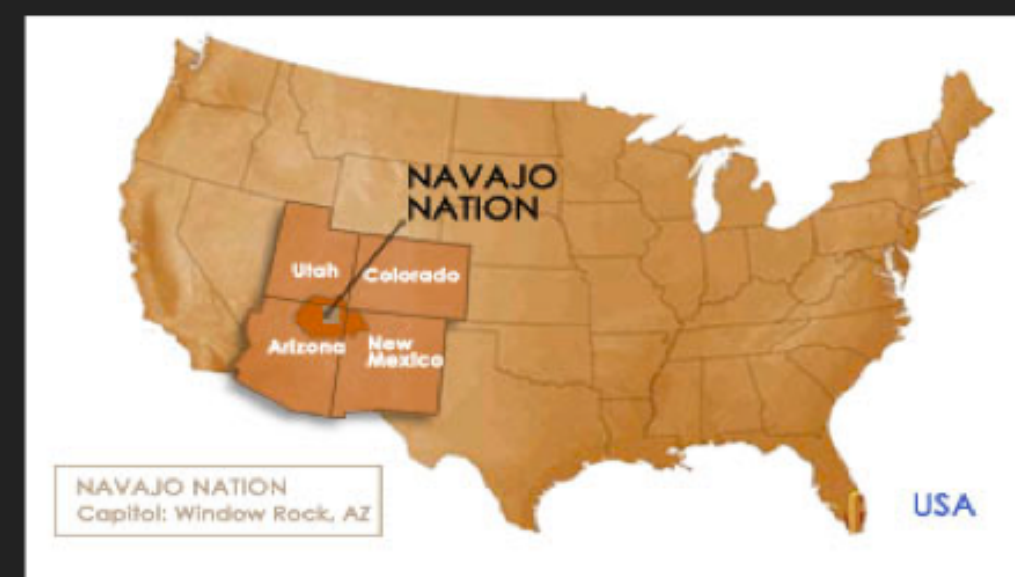 NAVAJO
NATION
Utah
Colorado
Arizona
New
Mexico
NAVAJO NATION
Capitol: Window Rock, AZ
USA